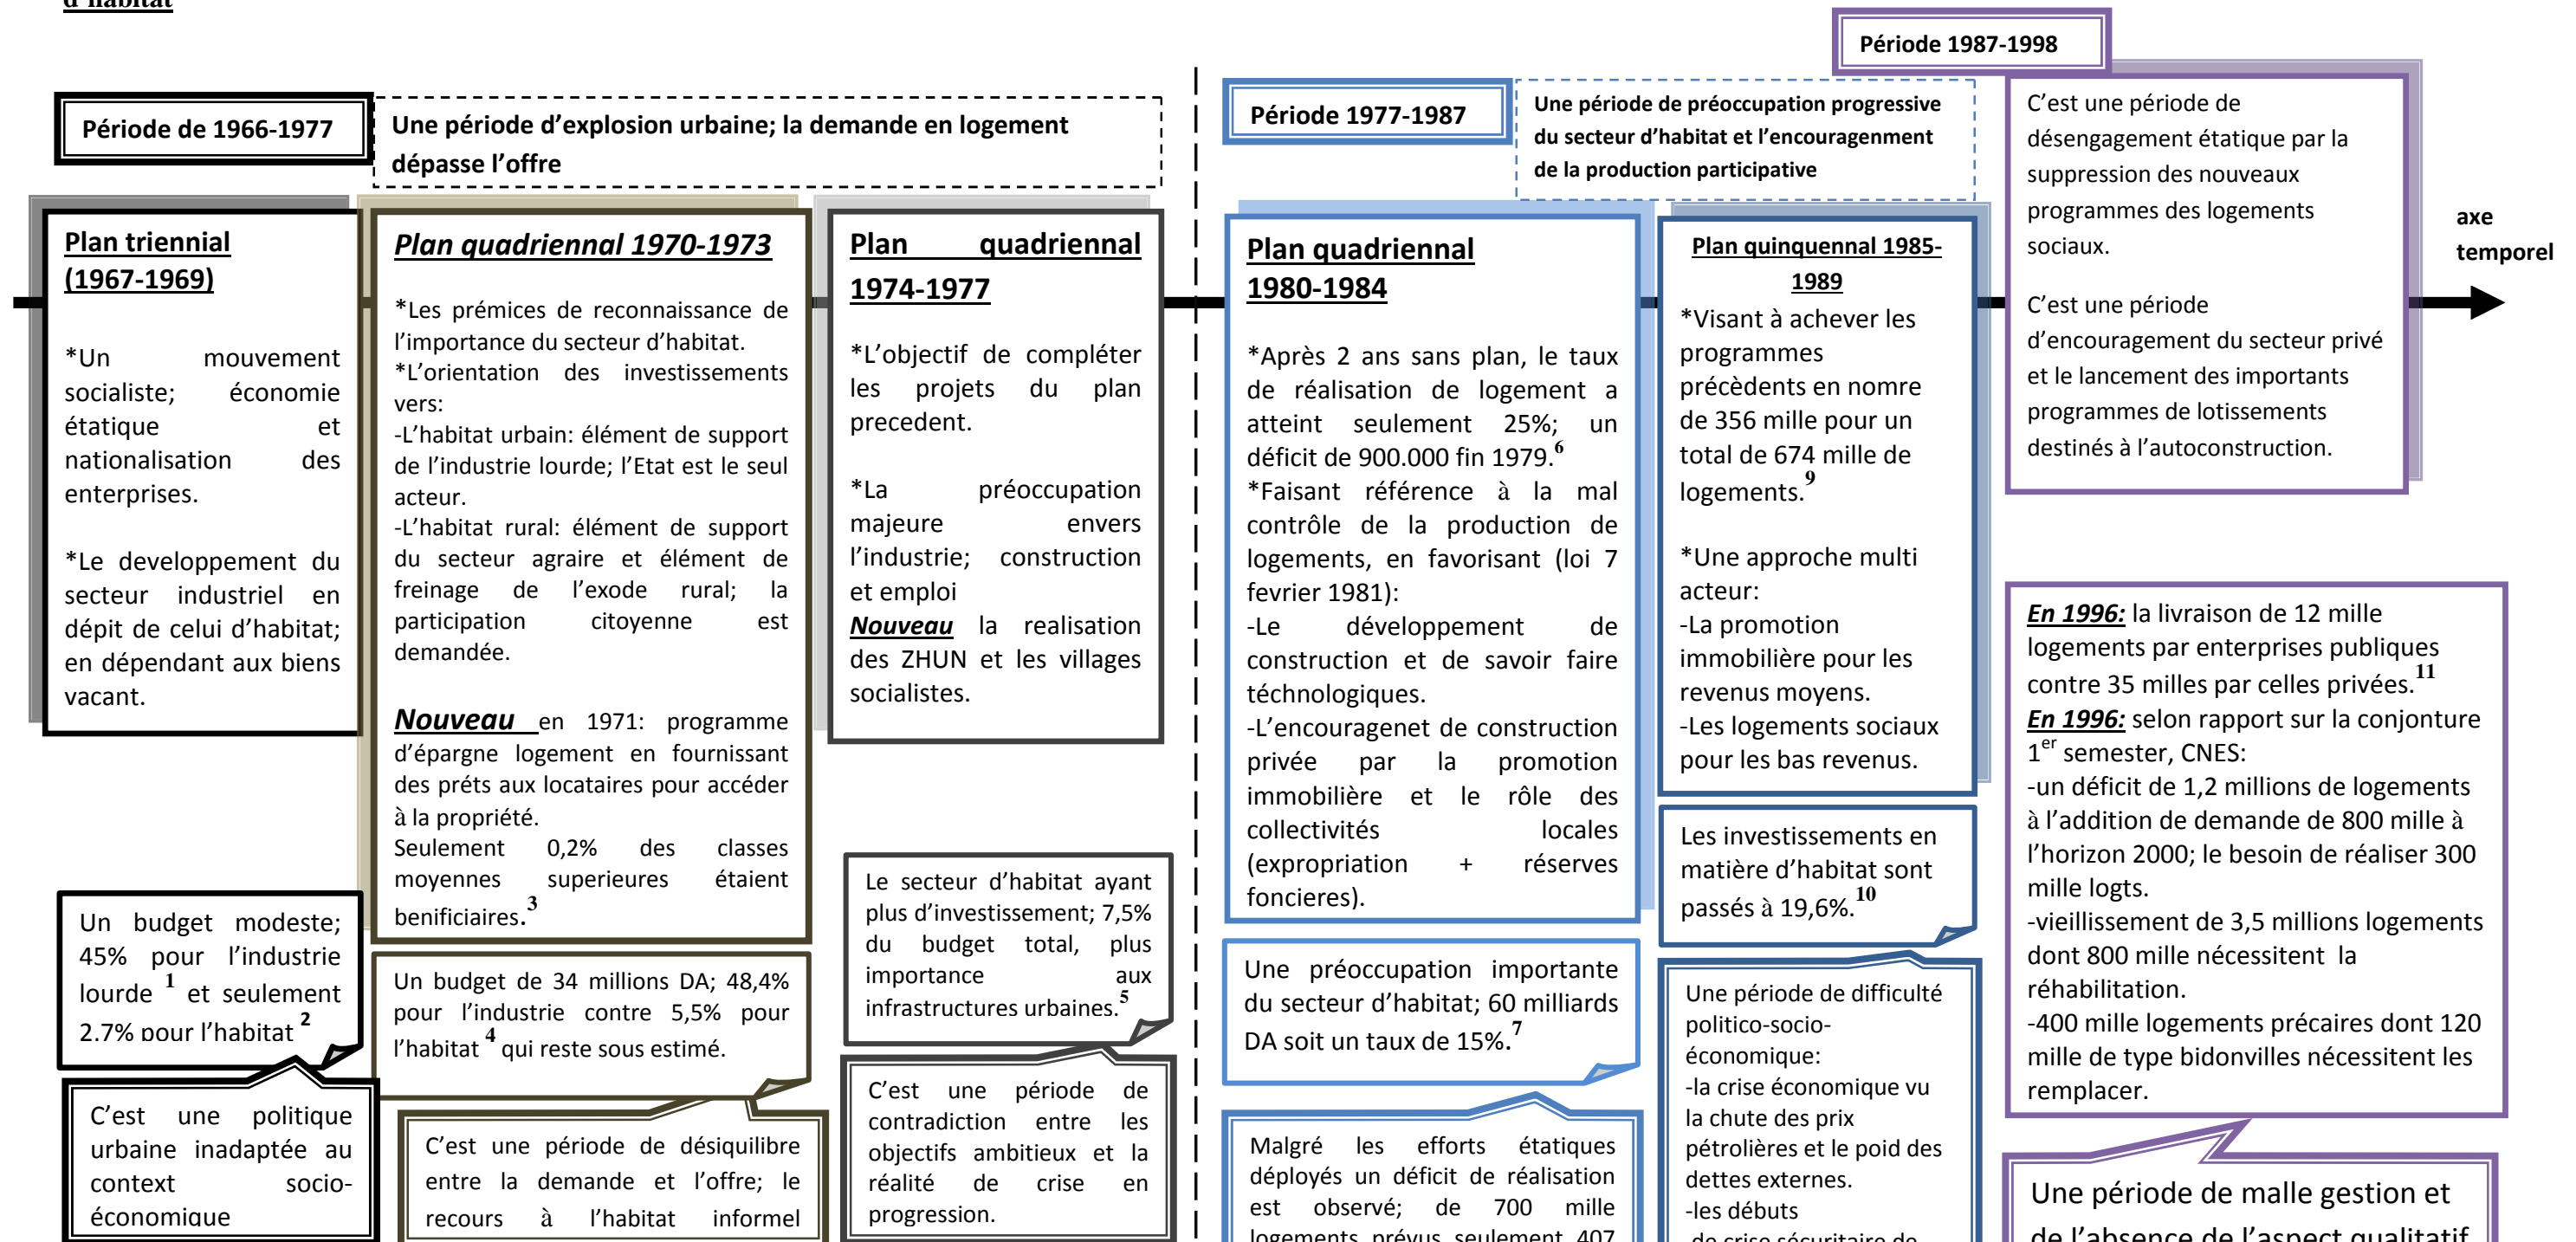 d'habitat
Période de 1966-1977
Une période d'explosion urbaine; la demande en logement
dépasse l'offre
Plan triennial
(1967-1969)
*Un mouvement
socialiste; économie
étatique et
nationalisation des
enterprises.
*Le developpement du
secteur industriel en
dépit de celui d'habitat;
en dépendant aux biens
vacant.
Un budget modeste;
45% pour l'industrie
lourde 1 et seulement
2.7% pour l'habitat 2
C'est une politique
urbaine inadaptée au
context socio-
économique
Plan quadriennal 1970-1973
*Les prémices de reconnaissance de
l'importance du secteur d'habitat.
*L'orientation des investissements
vers:
-L'habitat urbain: élément de support
de l'industrie lourde; l'Etat est le seul
acteur.
-L'habitat rural: élément de support
du secteur agraire et élément de
freinage de l'exode rural; la
participation citoyenne est
demandée.
Nouveau en 1971: programme
d'épargne logement en fournissant
des préts aux locataires pour accéder
à la propriété.
Seulement 0,2% des classes
moyennes superieures étaient
benificiaires.3
Un budget de 34 millions DA; 48,4%
pour l'industrie contre 5,5% pour
l'habitat 4 qui reste sous estimé.
C'est une période de désiquilibre
entre la demande et l'offre; le
recours à l'habitat informel
Plan quadriennal
1974-1977
*L'objectif de compléter
les projets du plan
precedent.
*La préoccupation
majeure envers
l'industrie; construction
et emploi
Nouveau la realisation
des ZHUN et les villages
socialistes.
Le secteur d'habitat ayant
plus d'investissement; 7,5%
du budget total, plus
importance aux
infrastructures urbaines.5
C'est une période de
contradiction entre les
objectifs ambitieux et la
réalité de crise en
progression.
Période 1977-1987
Une période de préoccupation progressive
du secteur d'habitat et l'encouragenment
de la production participative
Plan quadriennal
1980-1984
*Après 2 ans sans plan, le taux
de réalisation de logement a
atteint seulement 25%; un
déficit de 900.000 fin 1979.6
*Faisant référence à la mal
contrôle de la production de
logements, en favorisant (loi 7
fevrier 1981):
-Le développement de
construction et de savoir faire
téchnologiques.
-L'encouragenet de construction
privée par la promotion
immobilière et le rôle des
collectivités locales
(expropriation + réserves
foncieres).
Une préoccupation importante
du secteur d'habitat; 60 milliards
DA soit un taux de 15%.7
Malgré les efforts étatiques
déployés un déficit de réalisation
est observé; de 700 mille
logements prévus seulement 407
Plan quinquennal 1985-
1989
*Visant à achever les
programmes
précèdents en nomre
de 356 mille pour un
total de 674 mille de
logements.9
*Une approche multi
acteur:
-La promotion
immobilière pour les
revenus moyens.
-Les logements sociaux
pour les bas revenus.
Les investissements en
matière d'habitat sont
passés à 19,6%.10
Une période de difficulté
politico-socio-
économique:
-la crise économique vu
la chute des prix
pétrolières et le poid des
dettes externes.
-les débuts
de crise sécuritaire de
Période 1987-1998
C'est une période de
désengagement étatique par la
suppression des nouveaux
programmes des logements
sociaux.
C'est une période
d'encouragement du secteur privé
et le lancement des importants
programmes de lotissements
destinés à l'autoconstruction.
axe
temporel
En 1996: la livraison de 12 mille
logements par enterprises publiques
contre 35 milles par celles privées.11
En 1996: selon rapport sur la conjonture
1er semester, CNES:
-un déficit de 1,2 millions de logements
à l'addition de demande de 800 mille à
l'horizon 2000; le besoin de réaliser 300
mille logts.
-vieillissement de 3,5 millions logements
dont 800 mille nécessitent la
réhabilitation.
-400 mille logements précaires dont 120
mille de type bidonvilles nécessitent les
remplacer.
Une période de malle gestion et
de l'absence de l'aspect qualitatif